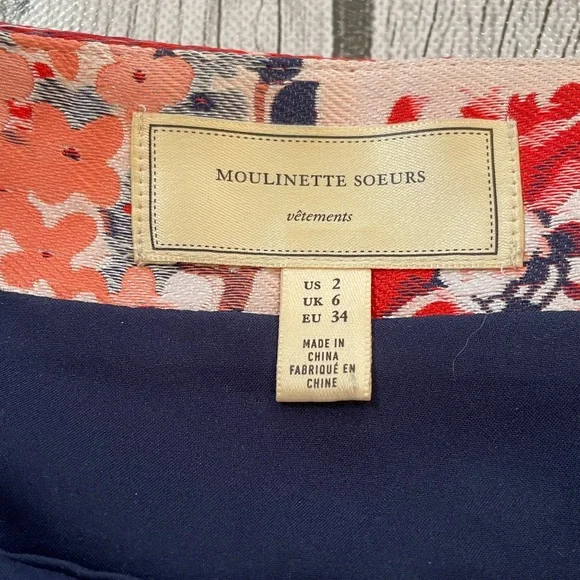 MOULINETTE SOEURS
vêtements
US 2
UK 6
EU 34
MADE IN
CHINA
FABRIQUÉ EN
CHINE